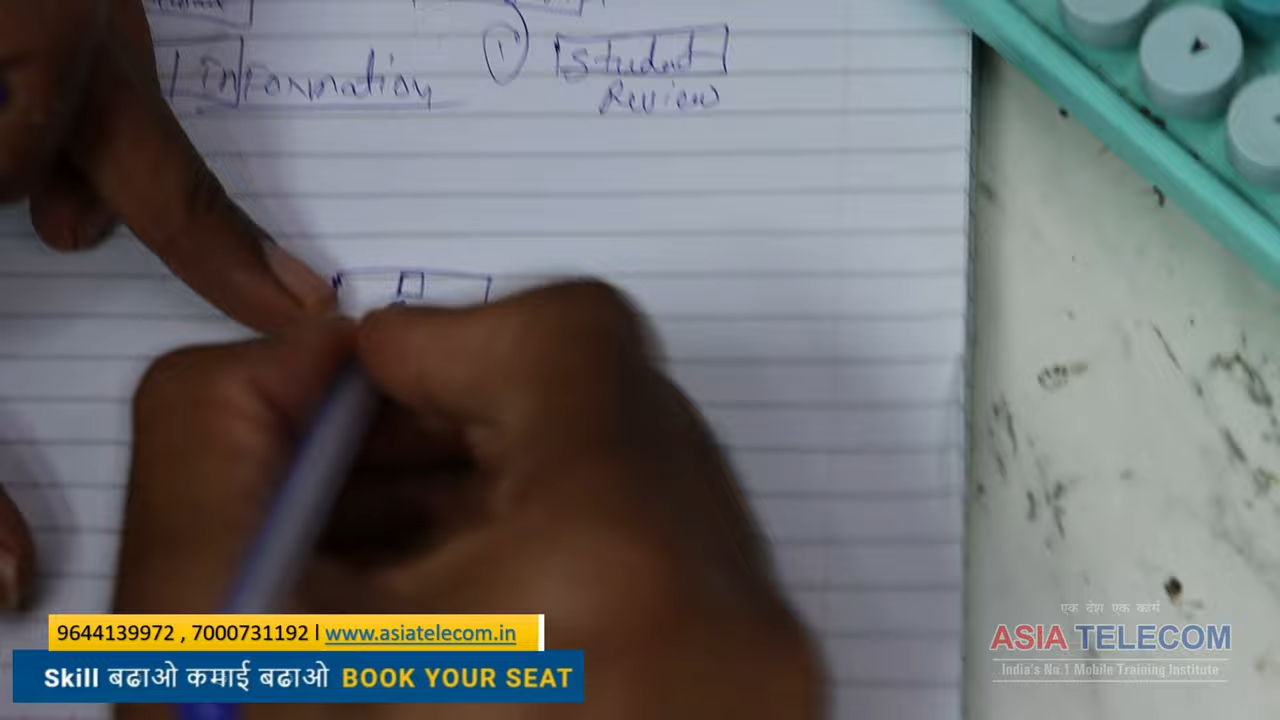 Information
①
Student
Review
9644139972 , 7000731192 l www.asiatelecom.in
Skill बढाओ कमाई बढाओ BOOK YOUR SEAT
एक देश एक कोर्स
ASIA TELECOM
India's No.1 Mobile Training Institute